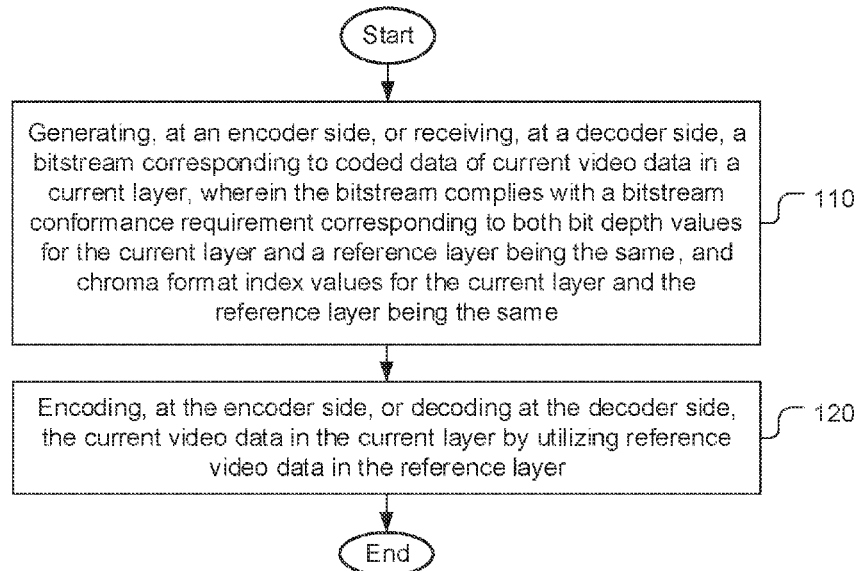 Start
Generating, at an encoder side, or receiving, at a decoder side, a
bitstream corresponding to coded data of current video data in a
current layer, wherein the bitstream complies with a bitstream
conformance requirement corresponding to both bit depth values
for the current layer and a reference layer being the same, and
chroma format index values for the current layer and the
reference layer being the same
110
Encoding, at the encoder side, or decoding at the decoder side,
the current video data in the current layer by utilizing reference
video data in the reference layer
120
End